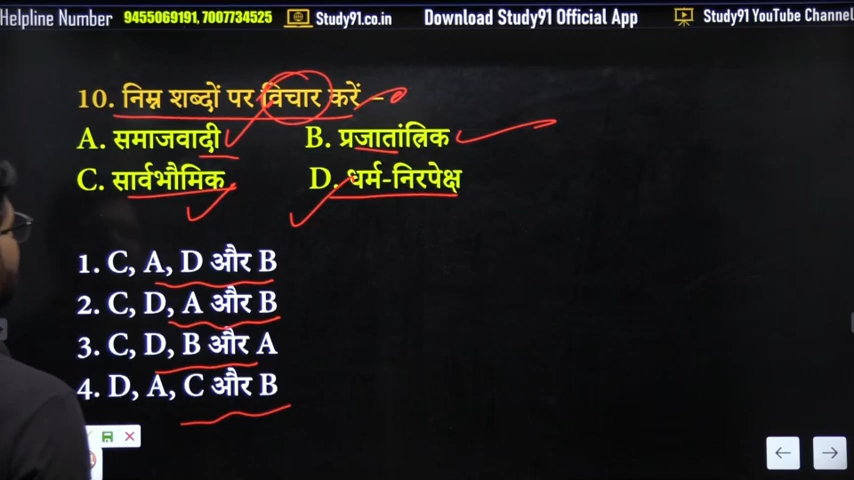 Helpline Number 9455069191, 7007734525 Study91.co.in Download Study91 Official App Study91 YouTube Channel
10. निम्न शब्दों पर विचार करें –
A. समाजवादी B. प्रजातांत्रिक
C. सार्वभौमिक D. धर्म-निरपेक्ष
1. C, A, D और B
2. C, D, A और B
3. C, D, B और A
4. D, A, C और B